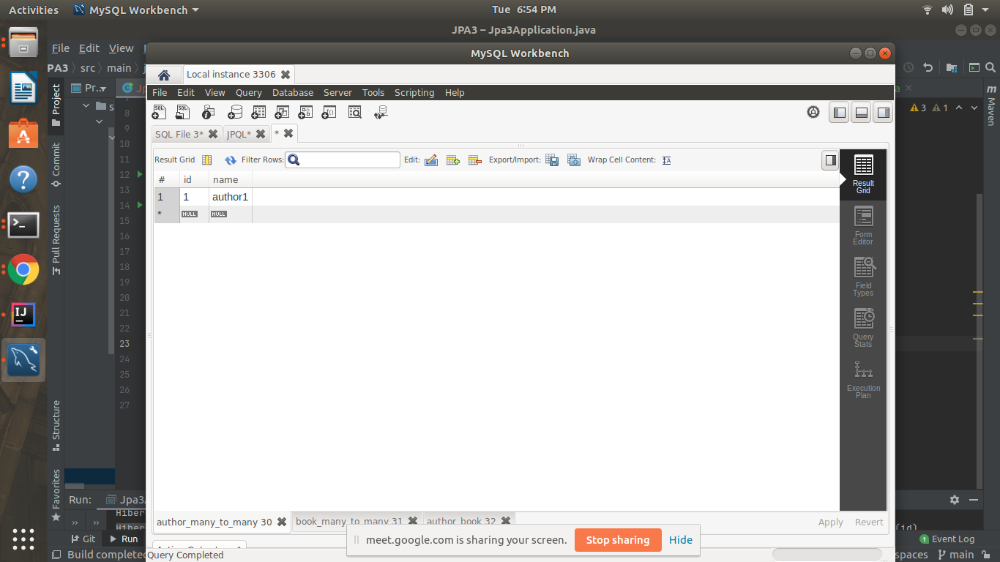 Activities MySQL Workbench Tue 6:54 PM
JPA3 – Jpa3Application.java
File Edit View
MySQL Workbench
PA3 src main
Local instance 3306
File Edit View Query Database Server Tools Scripting Help
Project
Pr...
Commit
Pull Requests
Structure
Favorites
Maven
3 1
SQL File 3* JPQL* *
Result Grid Filter Rows: Edit: Export/Import: Wrap Cell Content:
# id name
1 1 author1
* NULL NULL
Result
Grid
Form
Editor
Field
Types
Query
Stats
Execution
Plan
8
9
10
11
12
13
14
15
16
17
18
19
20
21
22
23
24
25
26
27
Run: Jpa3
Hiber
Hiber
(id)
author_many_to_many 30 book_many_to_many 31 author_book 32 Apply Revert
meet.google.com is sharing your screen. Stop sharing Hide
Git Run 1 Event Log
Build complete Query Completed spaces main